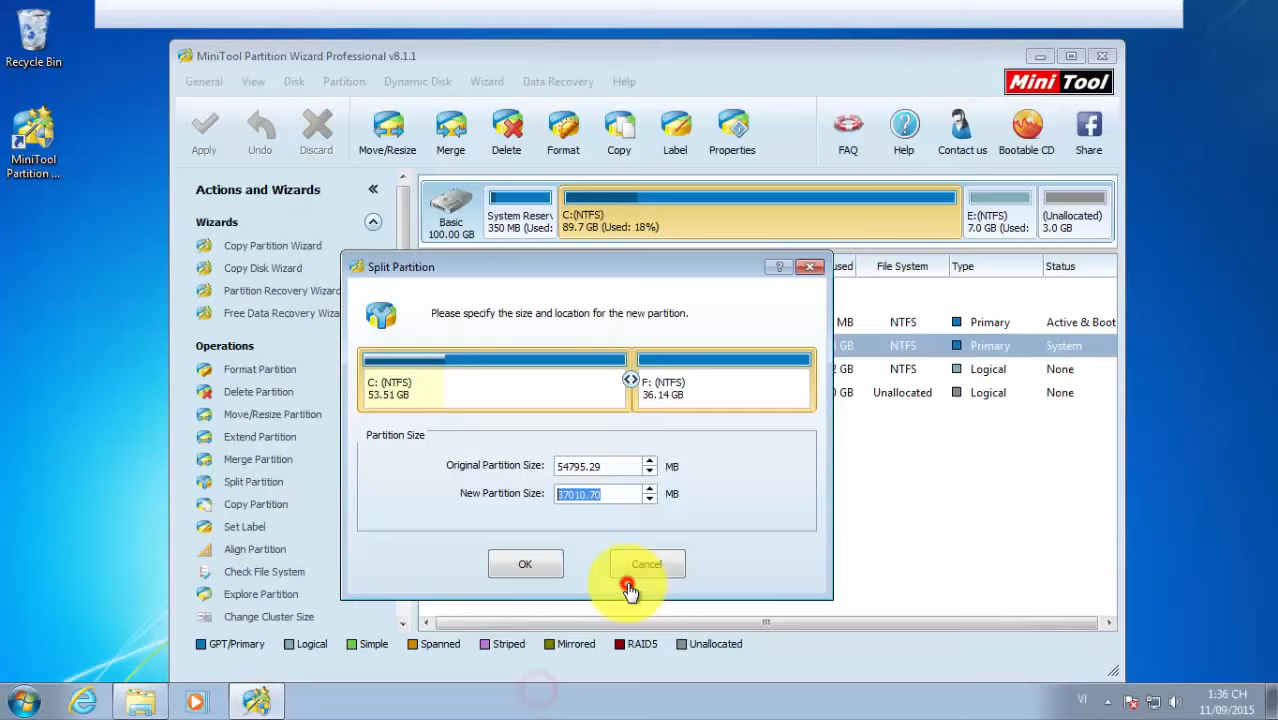 Recycle Bin
MiniTool
Partition ...
MiniTool Partition Wizard Professional v8.1.1
General View Disk Partition Dynamic Disk Wizard Data Recovery Help
Mini Tool
Apply Undo Discard Move/Resize Merge Delete Format Copy Label Properties FAQ Help Contact us Bootable CD Share
Actions and Wizards
Wizards
Copy Partition Wizard
Copy Disk Wizard
Partition Recovery Wizard
Free Data Recovery Wiza
Operations
Format Partition
Delete Partition
Move/Resize Partition
Extend Partition
Merge Partition
Split Partition
Copy Partition
Set Label
Align Partition
Check File System
Explore Partition
Change Cluster Size
Basic
100.00 GB
System Reserv
350 MB (Used:
C:(NTFS)
89.7 GB (Used: 18%)
E:(NTFS)
7.0 GB (Used:
(Unallocated)
3.0 GB
used File System Type Status
MB NTFS Primary Active & Boot
GB NTFS Primary System
2 GB NTFS Logical None
GB Unallocated Logical None
Split Partition
Please specify the size and location for the new partition.
C: (NTFS)
53.51 GB
F: (NTFS)
36.14 GB
Partition Size
Original Partition Size: 54795.29 MB
New Partition Size: 37010.70 MB
OK Cancel
GPT/Primary Logical Simple Spanned Striped Mirrored RAID5 Unallocated
VI
1:36 CH
11/09/2015